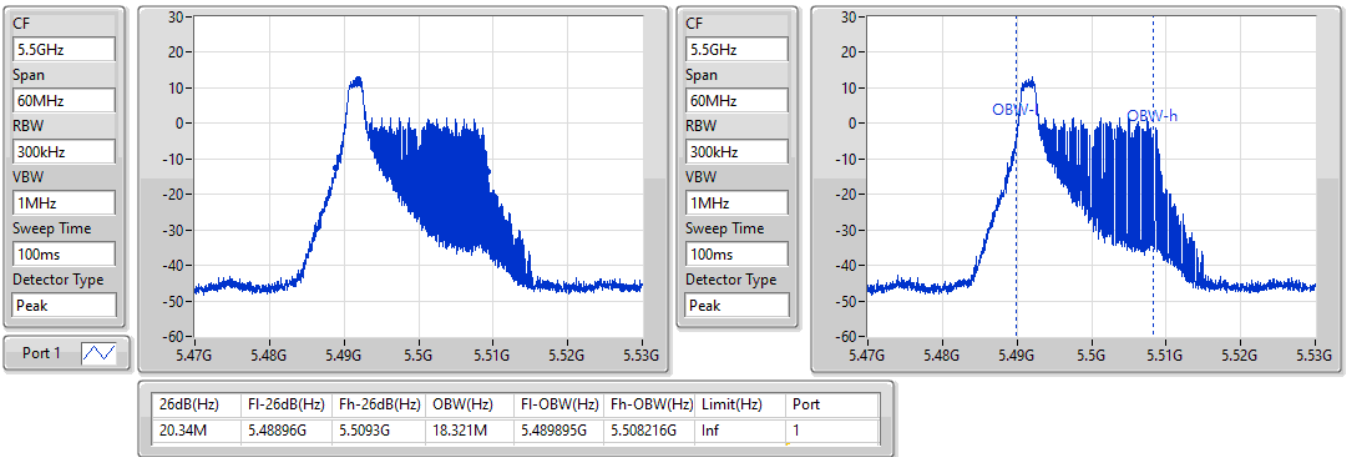 CF
5.5GHz
Span
60MHz
RBW
300kHz
VBW
1MHz
Sweep Time
100ms
Detector Type
Peak
Port 1
30
20
10
0
-10
-20
-30
-40
-50
-60
5.47G 5.48G 5.49G 5.5G 5.51G 5.52G 5.53G
CF
5.5GHz
Span
60MHz
RBW
300kHz
VBW
1MHz
Sweep Time
100ms
Detector Type
Peak
30
20
10
0
-10
-20
-30
-40
-50
-60
OBW-l OBW-h
5.47G 5.48G 5.49G 5.5G 5.51G 5.52G 5.53G
26dB(Hz) Fl-26dB(Hz) Fh-26dB(Hz) OBW(Hz) Fl-OBW(Hz) Fh-OBW(Hz) Limit(Hz) Port
20.34M 5.48896G 5.5093G 18.321M 5.489895G 5.508216G Inf 1